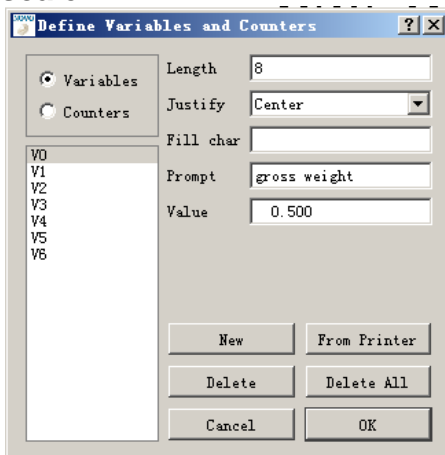 Define Variables and Counters
Variables
Counters
V0
V1
V2
V3
V4
V5
V6
Length 8
Justify Center
Fill char
Prompt gross weight
Value 0.500
New From Printer
Delete Delete All
Cancel OK